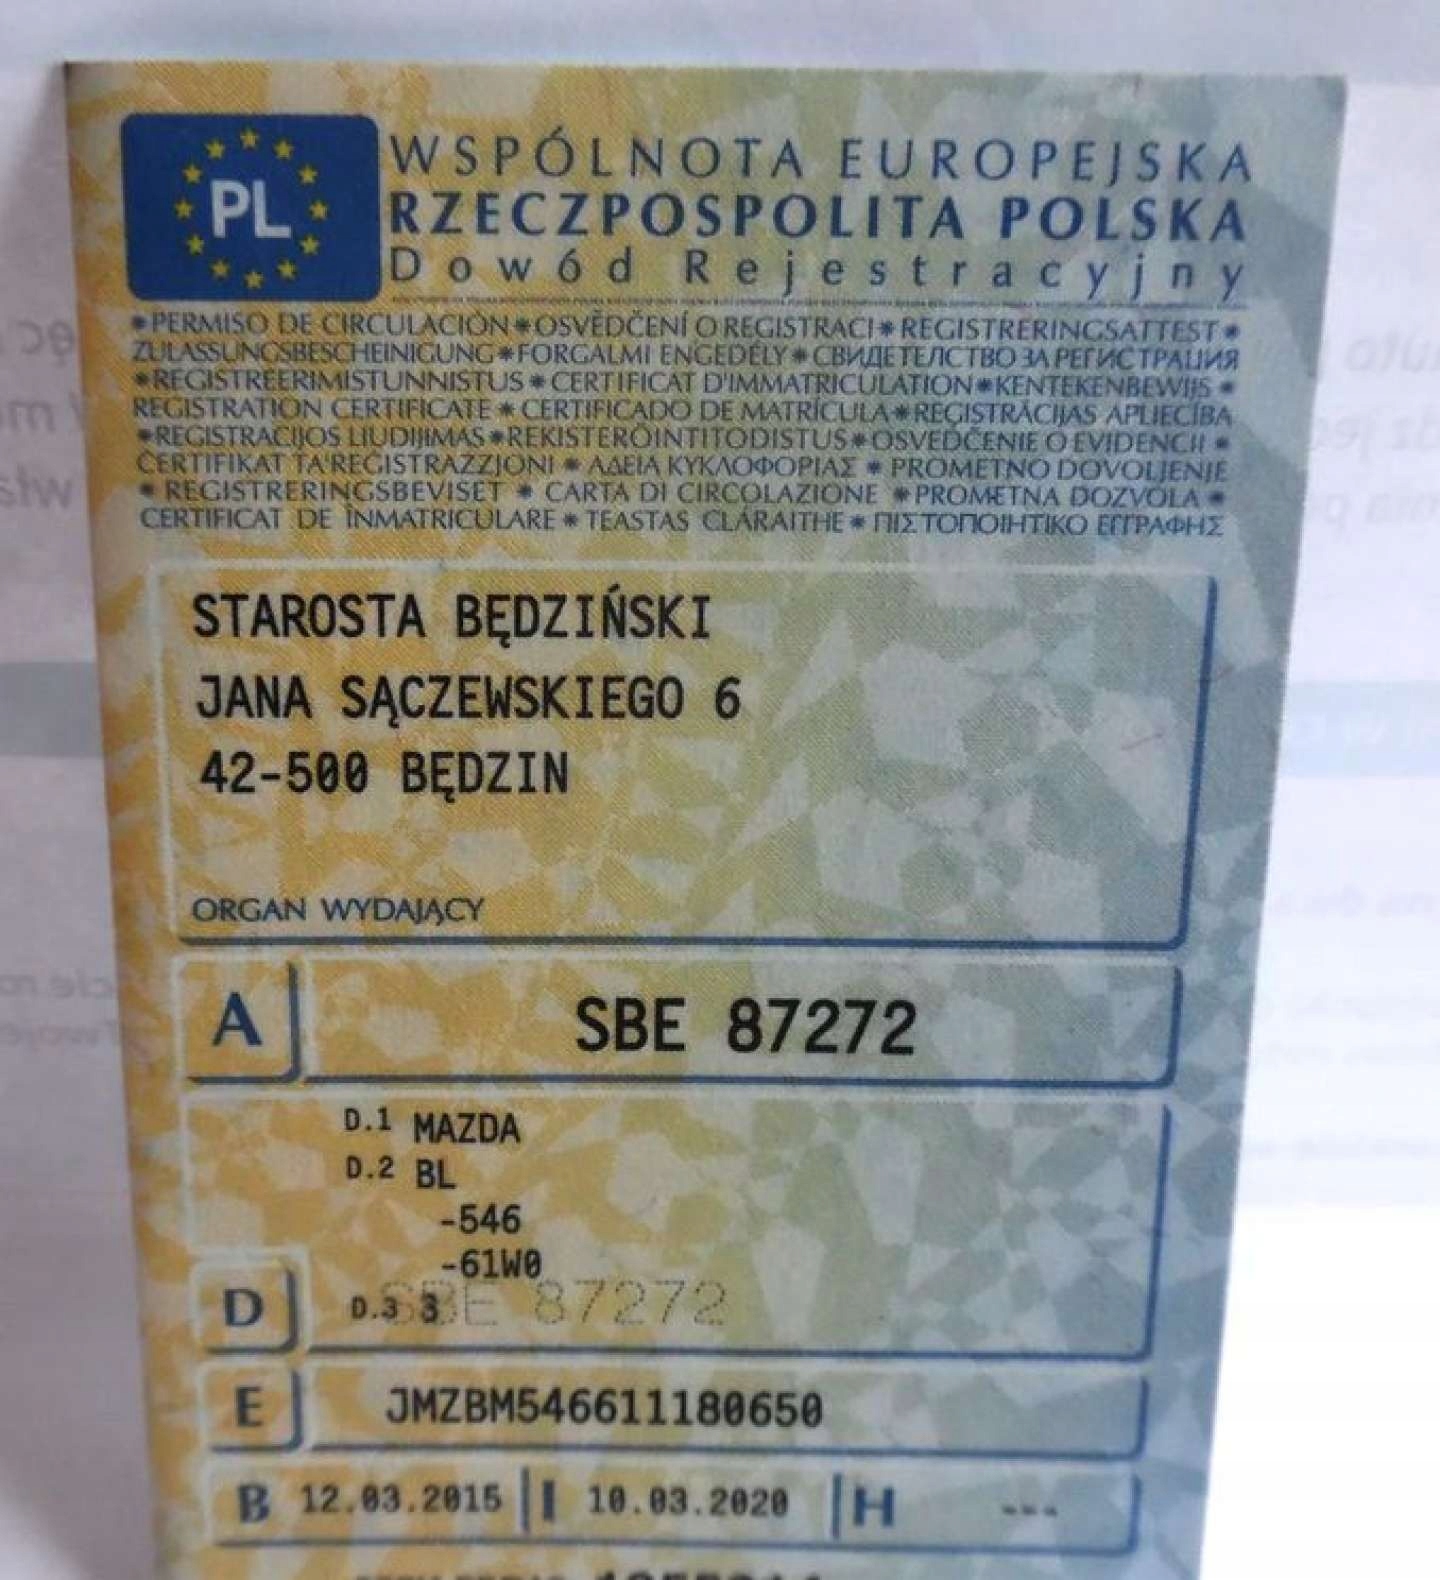 PL
WSPÓLNOTA EUROPEJSKA
RZECZPOSPOLITA POLSKA
Dowód Rejestracyjny
*PERMISO DE CIRCULACIÓN*OSVĚDČENÍ O REGISTRACI*REGISTRERINGSATTEST*
ZULASSUNGSBESCHEINIGUNG*FORGALMI ENGEDÉLY*СВИДЕТЕЛСТВО ЗА РЕГИСТРАЦИЯ
*REGISTREERIMISTUNNISTUS*CERTIFICAT D'IMMATRICULATION*KENTEKENBEWIJS*
REGISTRATION CERTIFICATE*CERTIFICADO DE MATRÍCULA*REĢISTRĀCIJAS APLIECĪBA
*REGISTRACIJOS LIUDIJIMAS*REKISTERÖINTITODISTUS*OSVEDČENIE O EVIDENCII*
ĊERTIFIKAT TA'REĠISTRAZZJONI*ΑΔΕΙΑ ΚΥΚΛΟΦΟΡΙΑΣ*PROMETNO DOVOLJENJE
*REGISTRERINGSBEVISET*CARTA DI CIRCOLAZIONE*PROMETNA DOZVOLA*
CERTIFICAT DE ÎNMATRICULARE*TEASTAS CLÁRAITHE*ΠΙΣΤΟΠΟΙΗΤΙΚΟ ΕΓΓΡΑΦΗΣ
STAROSTA BĘDZIŃSKI
JANA SĄCZEWSKIEGO 6
42-500 BĘDZIN
ORGAN WYDAJĄCY
A SBE 87272
D.1 MAZDA
D.2 BL
-546
-61W0
D D.3 3
SBE 87272
E JMZBM546611180650
B 12.03.2015 I 10.03.2020 H ---